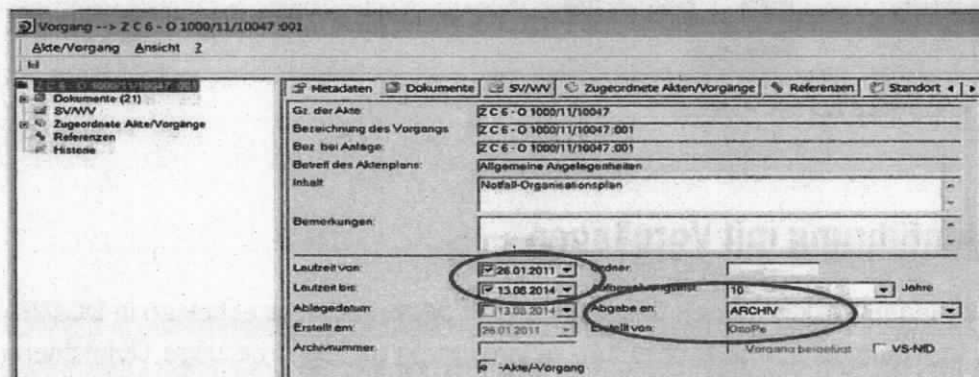 Vorgang --> Z C 6 - O 1000/11/10047 :001
Akte/Vorgang Ansicht ?
Z C 6 - O 1000/11/10047 :001
Dokumente (21)
SV/WV
Zugeordnete Akte/Vorgänge
Referenzen
Historie
Metadaten Dokumente SV/WV Zugeordnete Akten/Vorgänge Referenzen Standort
Gz. der Akte: Z C 6 - O 1000/11/10047
Bezeichnung des Vorgangs Z C 6 - O 1000/11/10047 :001
Bez. bei Anlage: Z C 6 - O 1000/11/10047 :001
Betreff des Aktenplans: Allgemeine Angelegenheiten
Inhalt Notfall-Organisationsplan
Bemerkungen:
Laufzeit von: 26.01.2011 Ordner:
Laufzeit bis: 13.08.2014 Aufbewahrungsfrist: 10 Jahre
Ablagedatum: 13.08.2014 Abgabe an: ARCHIV
Erstellt am: 26.01.2011 Erstellt von: OzoIPe
Archivnummer: Vorgang beigefügt VS-NfD
e -Akte/-Vorgang